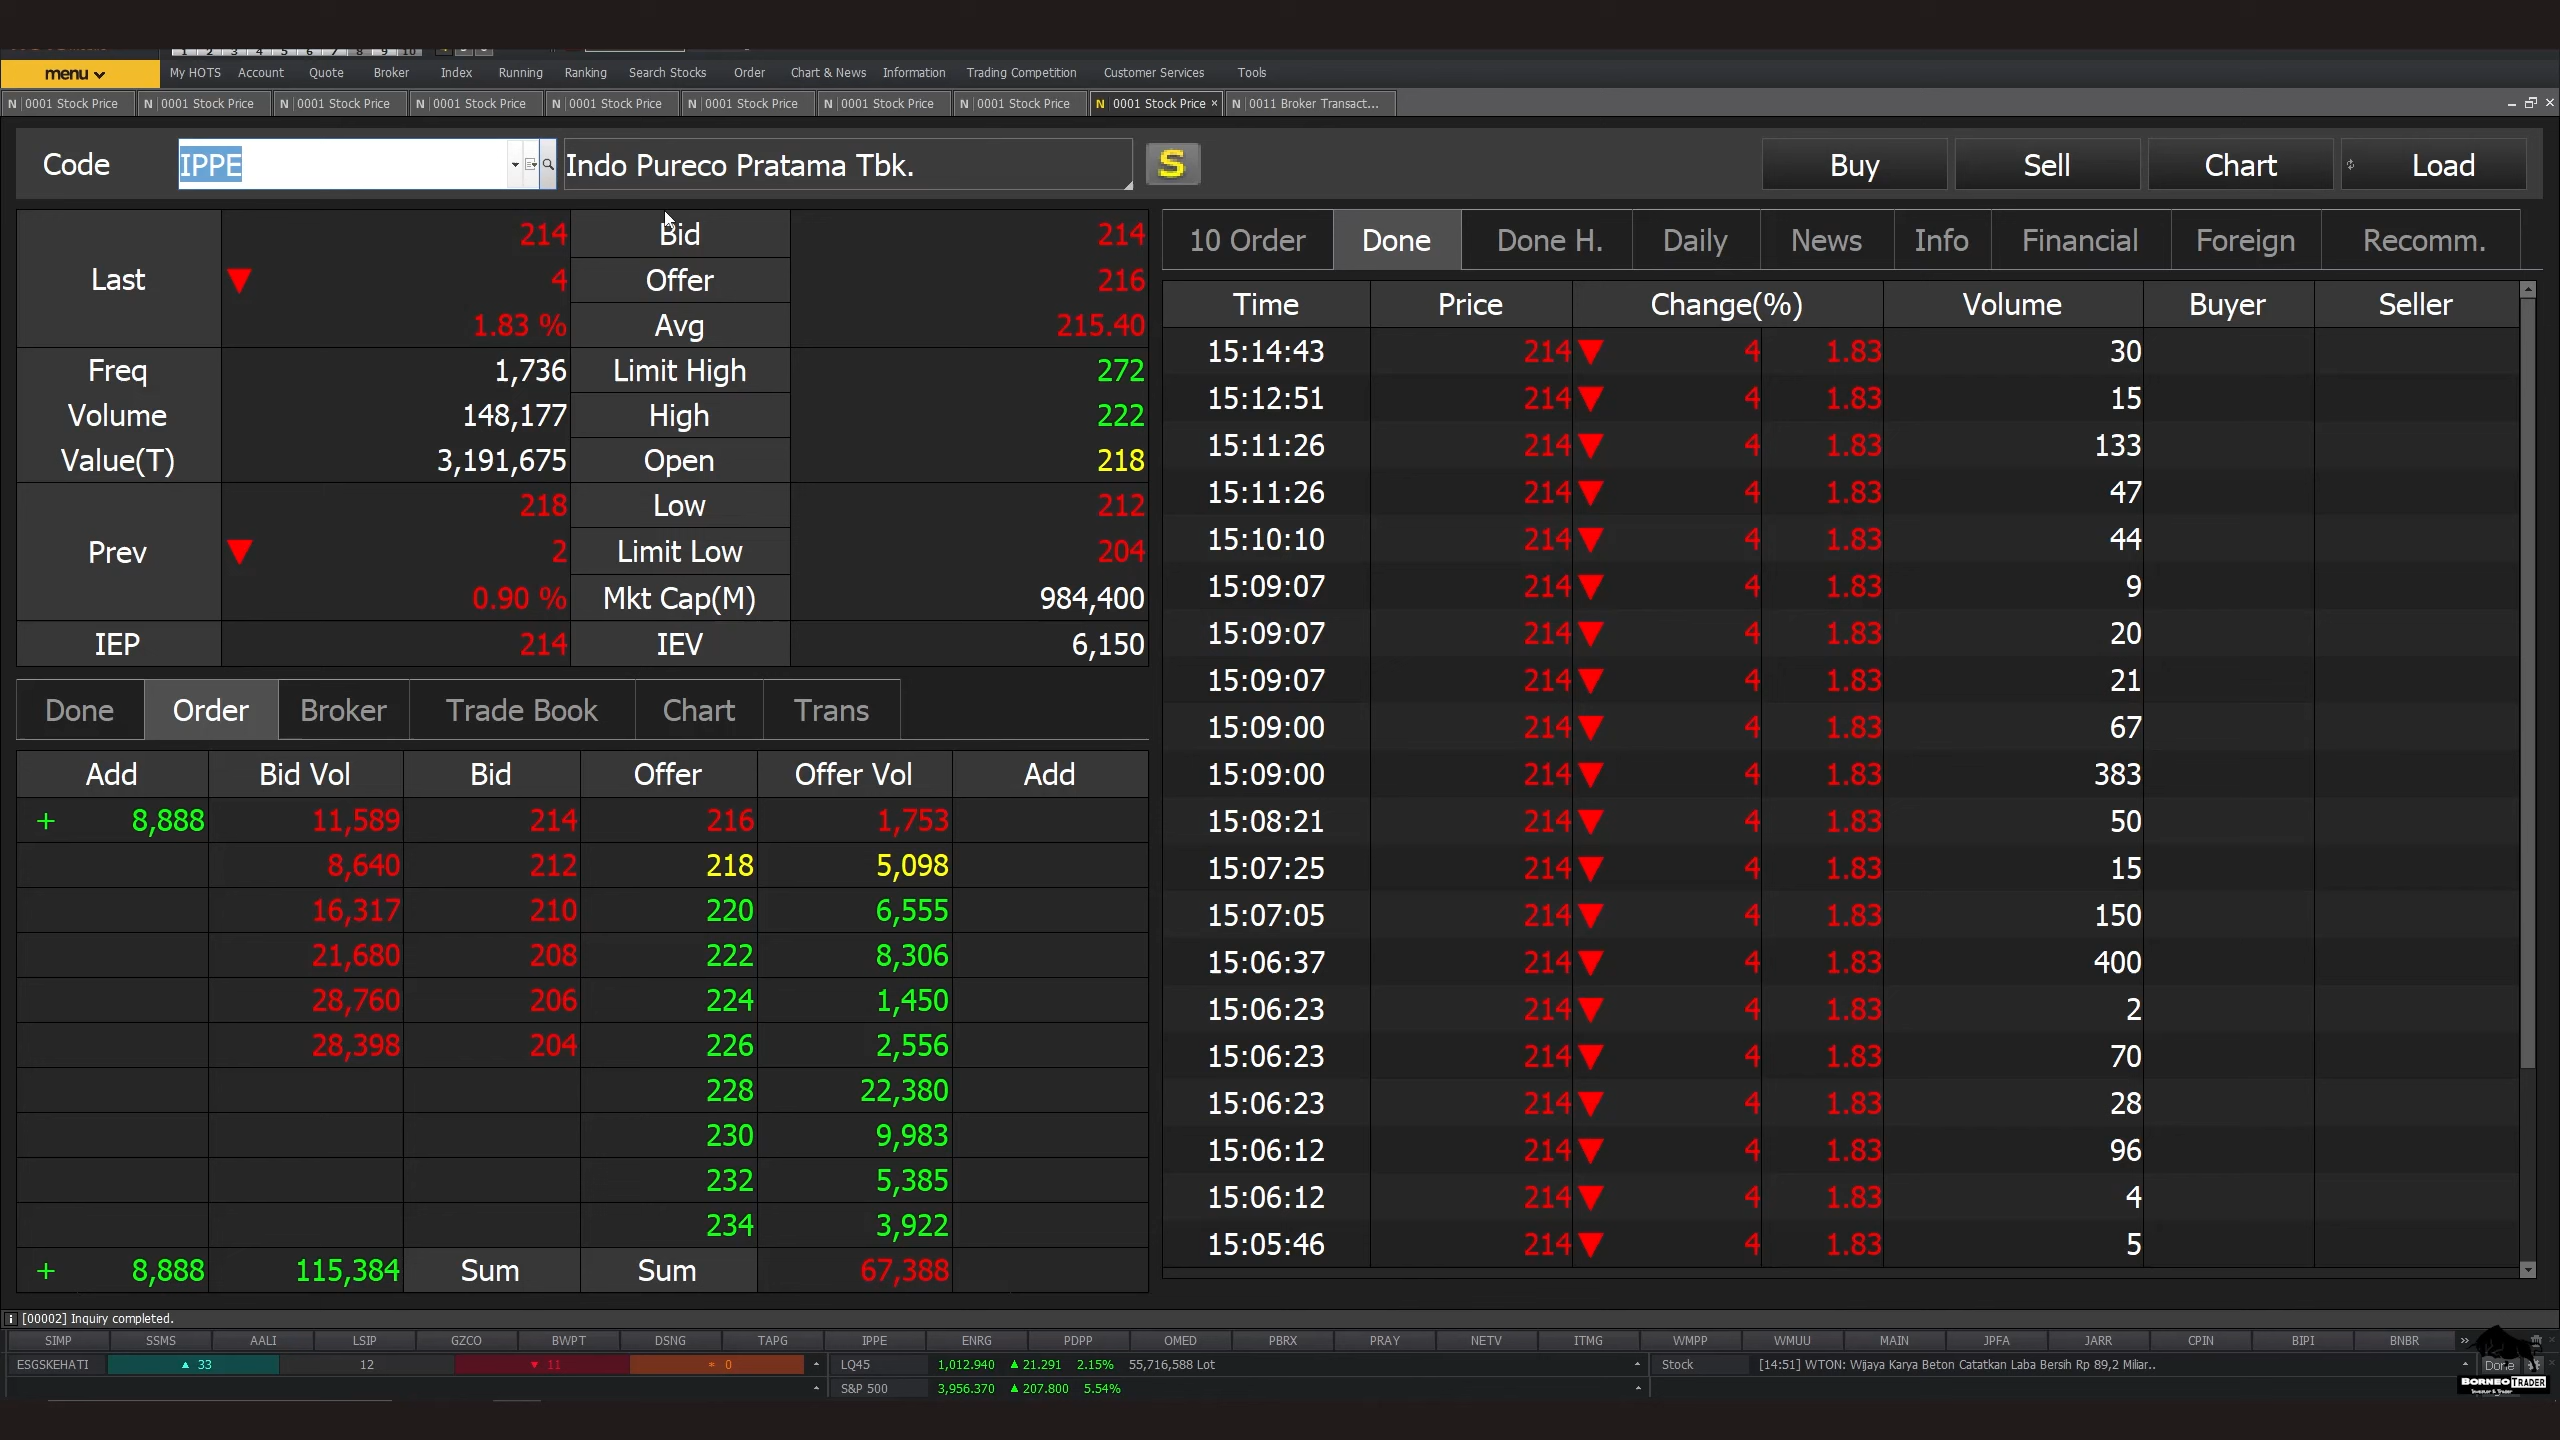 1 2 3 4 5 6 7 8 9 10
menu My HOTS Account Quote Broker Index Running Ranking Search Stocks Order Chart & News Information Trading Competition Customer Services Tools
N 0001 Stock Price N 0001 Stock Price N 0001 Stock Price N 0001 Stock Price N 0001 Stock Price N 0001 Stock Price N 0001 Stock Price N 0001 Stock Price N 0001 Stock Price × N 0011 Broker Transact...
Code IPPE Indo Pureco Pratama Tbk. S Buy Sell Chart Load
Last 214 Bid 214
▼ 4 Offer 216
1.83 % Avg 215.40
Freq 1,736 Limit High 272
Volume 148,177 High 222
Value(T) 3,191,675 Open 218
Prev 218 Low 212
▼ 2 Limit Low 204
0.90 % Mkt Cap(M) 984,400
IEP 214 IEV 6,150
Done Order Broker Trade Book Chart Trans
Add Bid Vol Bid Offer Offer Vol Add
+ 8,888 11,589 214 216 1,753
8,640 212 218 5,098
16,317 210 220 6,555
21,680 208 222 8,306
28,760 206 224 1,450
28,398 204 226 2,556
228 22,380
230 9,983
232 5,385
234 3,922
+ 8,888 115,384 Sum Sum 67,388
10 Order Done Done H. Daily News Info Financial Foreign Recomm.
Time Price Change(%) Volume Buyer Seller
15:14:43 214 ▼ 4 1.83 30
15:12:51 214 ▼ 4 1.83 15
15:11:26 214 ▼ 4 1.83 133
15:11:26 214 ▼ 4 1.83 47
15:10:10 214 ▼ 4 1.83 44
15:09:07 214 ▼ 4 1.83 9
15:09:07 214 ▼ 4 1.83 20
15:09:07 214 ▼ 4 1.83 21
15:09:00 214 ▼ 4 1.83 67
15:09:00 214 ▼ 4 1.83 383
15:08:21 214 ▼ 4 1.83 50
15:07:25 214 ▼ 4 1.83 15
15:07:05 214 ▼ 4 1.83 150
15:06:37 214 ▼ 4 1.83 400
15:06:23 214 ▼ 4 1.83 2
15:06:23 214 ▼ 4 1.83 70
15:06:23 214 ▼ 4 1.83 28
15:06:12 214 ▼ 4 1.83 96
15:06:12 214 ▼ 4 1.83 4
15:05:46 214 ▼ 4 1.83 5
i [00002] Inquiry completed.
SIMP SSMS AALI LSIP GZCO BWPT DSNG TAPG IPPE ENRG PDPP OMED PBRX PRAY NETV ITMG WMPP WMUU MAIN JPFA JARR CPIN BIPI BNBR »
ESGSKEHATI ▲ 33 12 ▼ 11 0 LQ45 1,012.940 ▲ 21.291 2.15% 55,716,588 Lot Stock [14:51] WTON: Wijaya Karya Beton Catatkan Laba Bersih Rp 89,2 Miliar.. Done
S&P 500 3,956.370 ▲ 207.800 5.54% BORNEO TRADER